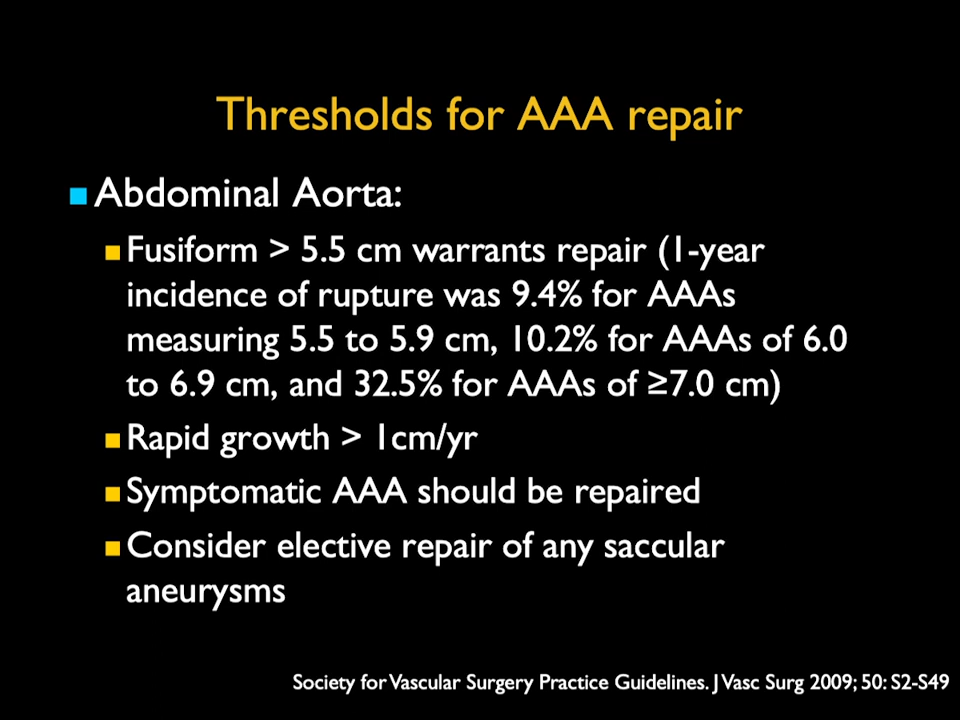 Thresholds for AAA repair
Abdominal Aorta:
Fusiform > 5.5 cm warrants repair (1-year
incidence of rupture was 9.4% for AAAs
measuring 5.5 to 5.9 cm, 10.2% for AAAs of 6.0
to 6.9 cm, and 32.5% for AAAs of ≥7.0 cm)
Rapid growth > 1cm/yr
Symptomatic AAA should be repaired
Consider elective repair of any saccular
aneurysms
Society for Vascular Surgery Practice Guidelines. J Vasc Surg 2009; 50: S2-S49